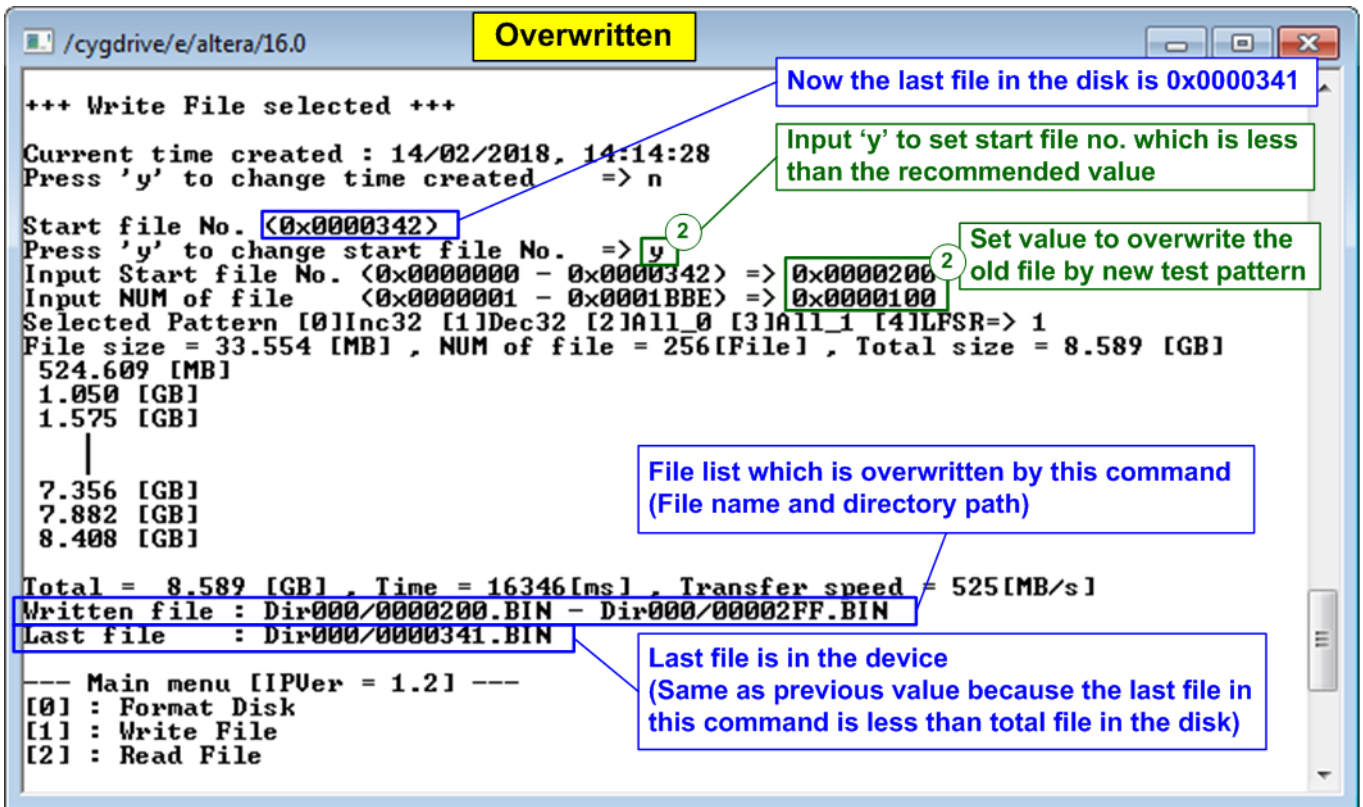 /cygdrive/e/altera/16.0
Overwritten
+++ Write File selected +++
Now the last file in the disk is 0x0000341
Current time created : 14/02/2018, 14:14:28
Press 'y' to change time created => n
Input ‘y’ to set start file no. which is less
than the recommended value
Start file No. (0x0000342)
Press 'y' to change start file No. => y
2
Input Start file No. (0x0000000 - 0x0000342) => 0x0000200
Input NUM of file (0x0000001 - 0x0001BBE) => 0x0000100
2
Set value to overwrite the
old file by new test pattern
Selected Pattern [0]Inc32 [1]Dec32 [2]All_0 [3]All_1 [4]LFSR=> 1
File size = 33.554 [MB] , NUM of file = 256[File] , Total size = 8.589 [GB]
524.609 [MB]
1.050 [GB]
1.575 [GB]
7.356 [GB]
7.882 [GB]
8.408 [GB]
File list which is overwritten by this command
(File name and directory path)
Total = 8.589 [GB] , Time = 16346[ms] , Transfer speed = 525[MB/s]
Written file : Dir000/0000200.BIN - Dir000/00002FF.BIN
Last file : Dir000/0000341.BIN
Last file is in the device
(Same as previous value because the last file in
this command is less than total file in the disk)
--- Main menu [IPVer = 1.2] ---
[0] : Format Disk
[1] : Write File
[2] : Read File